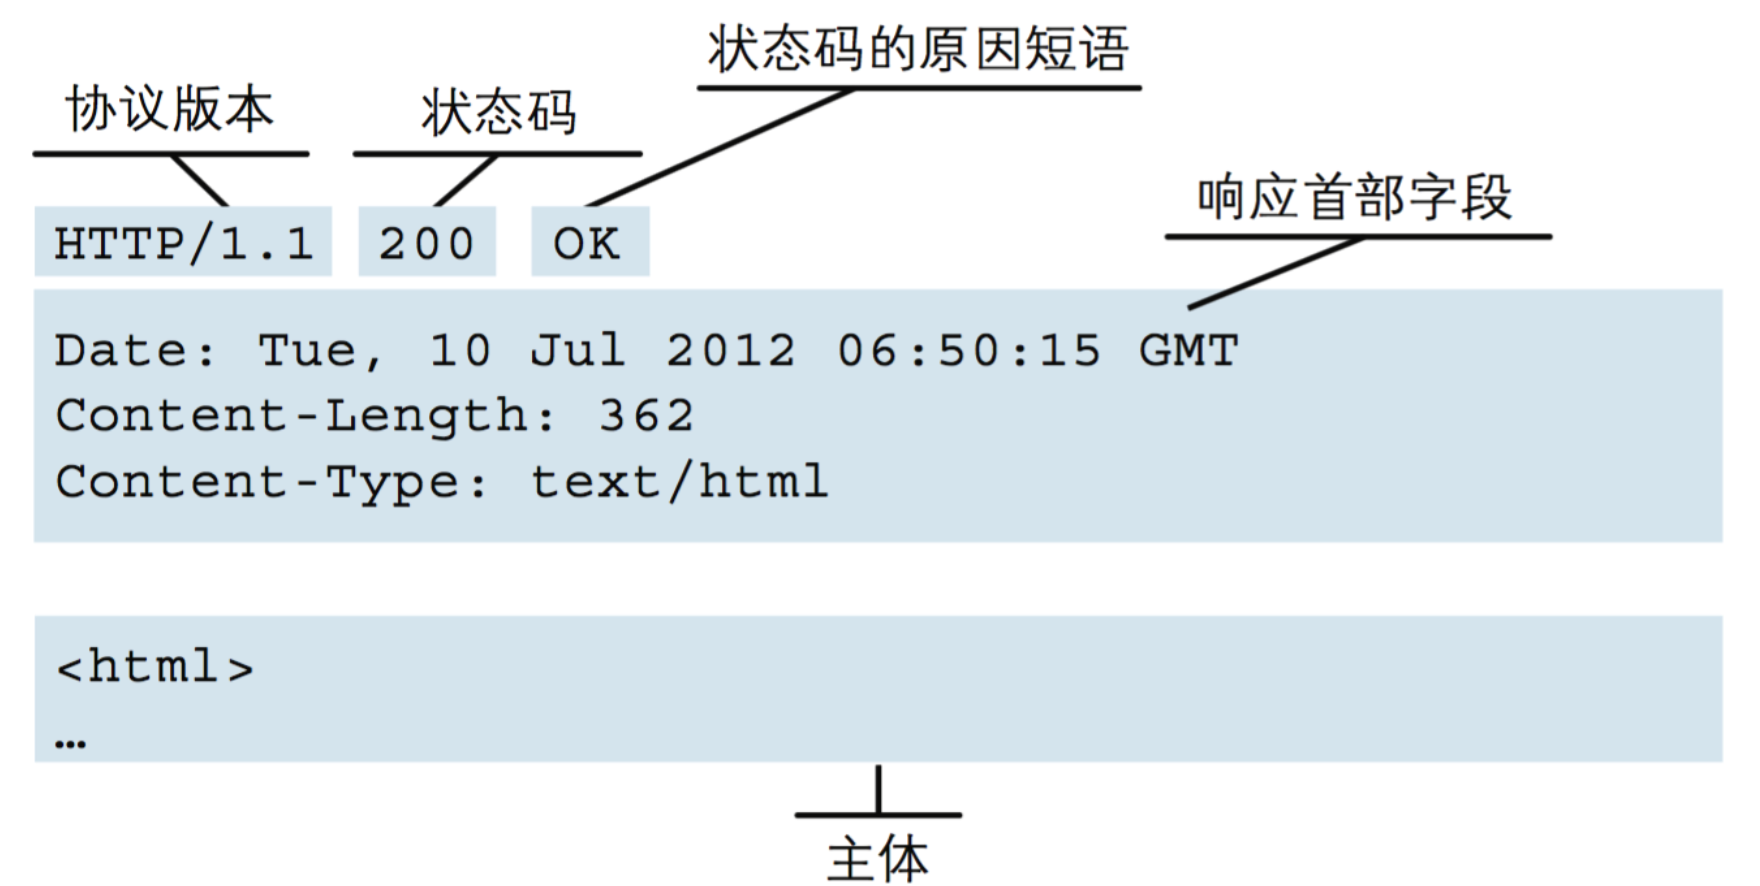 状态码的原因短语
协议版本 状态码
响应首部字段
HTTP/1.1 200 OK
Date: Tue, 10 Jul 2012 06:50:15 GMT
Content-Length: 362
Content-Type: text/html
<html>
…
主体